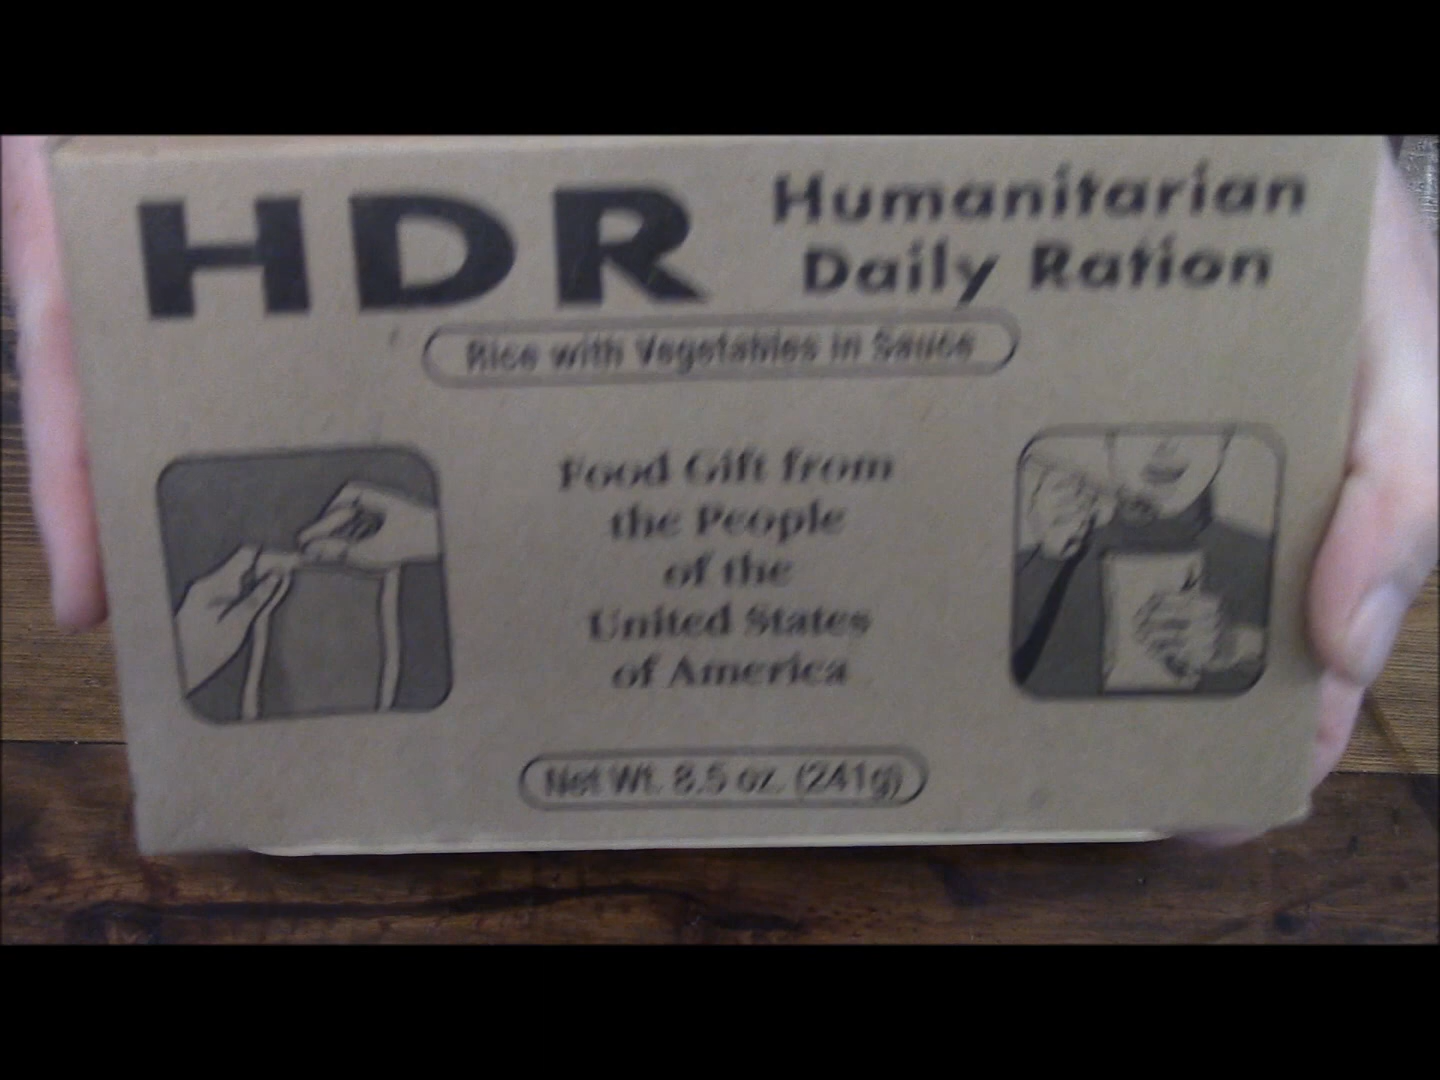 HDR
Humanitarian
Daily Ration
Rice with Vegetables in Sauce
Food Gift from
the People
of the
United States
of America
Net Wt. 8.5 oz. (241g)